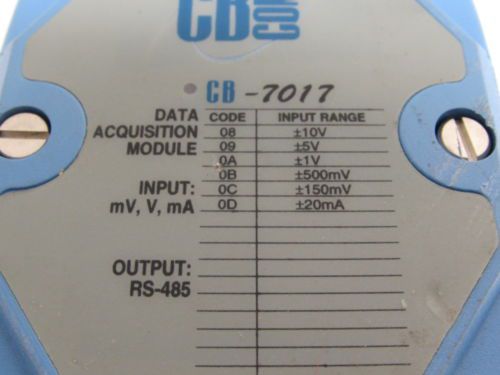 CB COM
CB -7017
DATA ACQUISITION MODULE
INPUT: mV, V, mA
OUTPUT: RS-485
CODE INPUT RANGE
08 ±10V
09 ±5V
0A ±1V
0B ±500mV
0C ±150mV
0D ±20mA